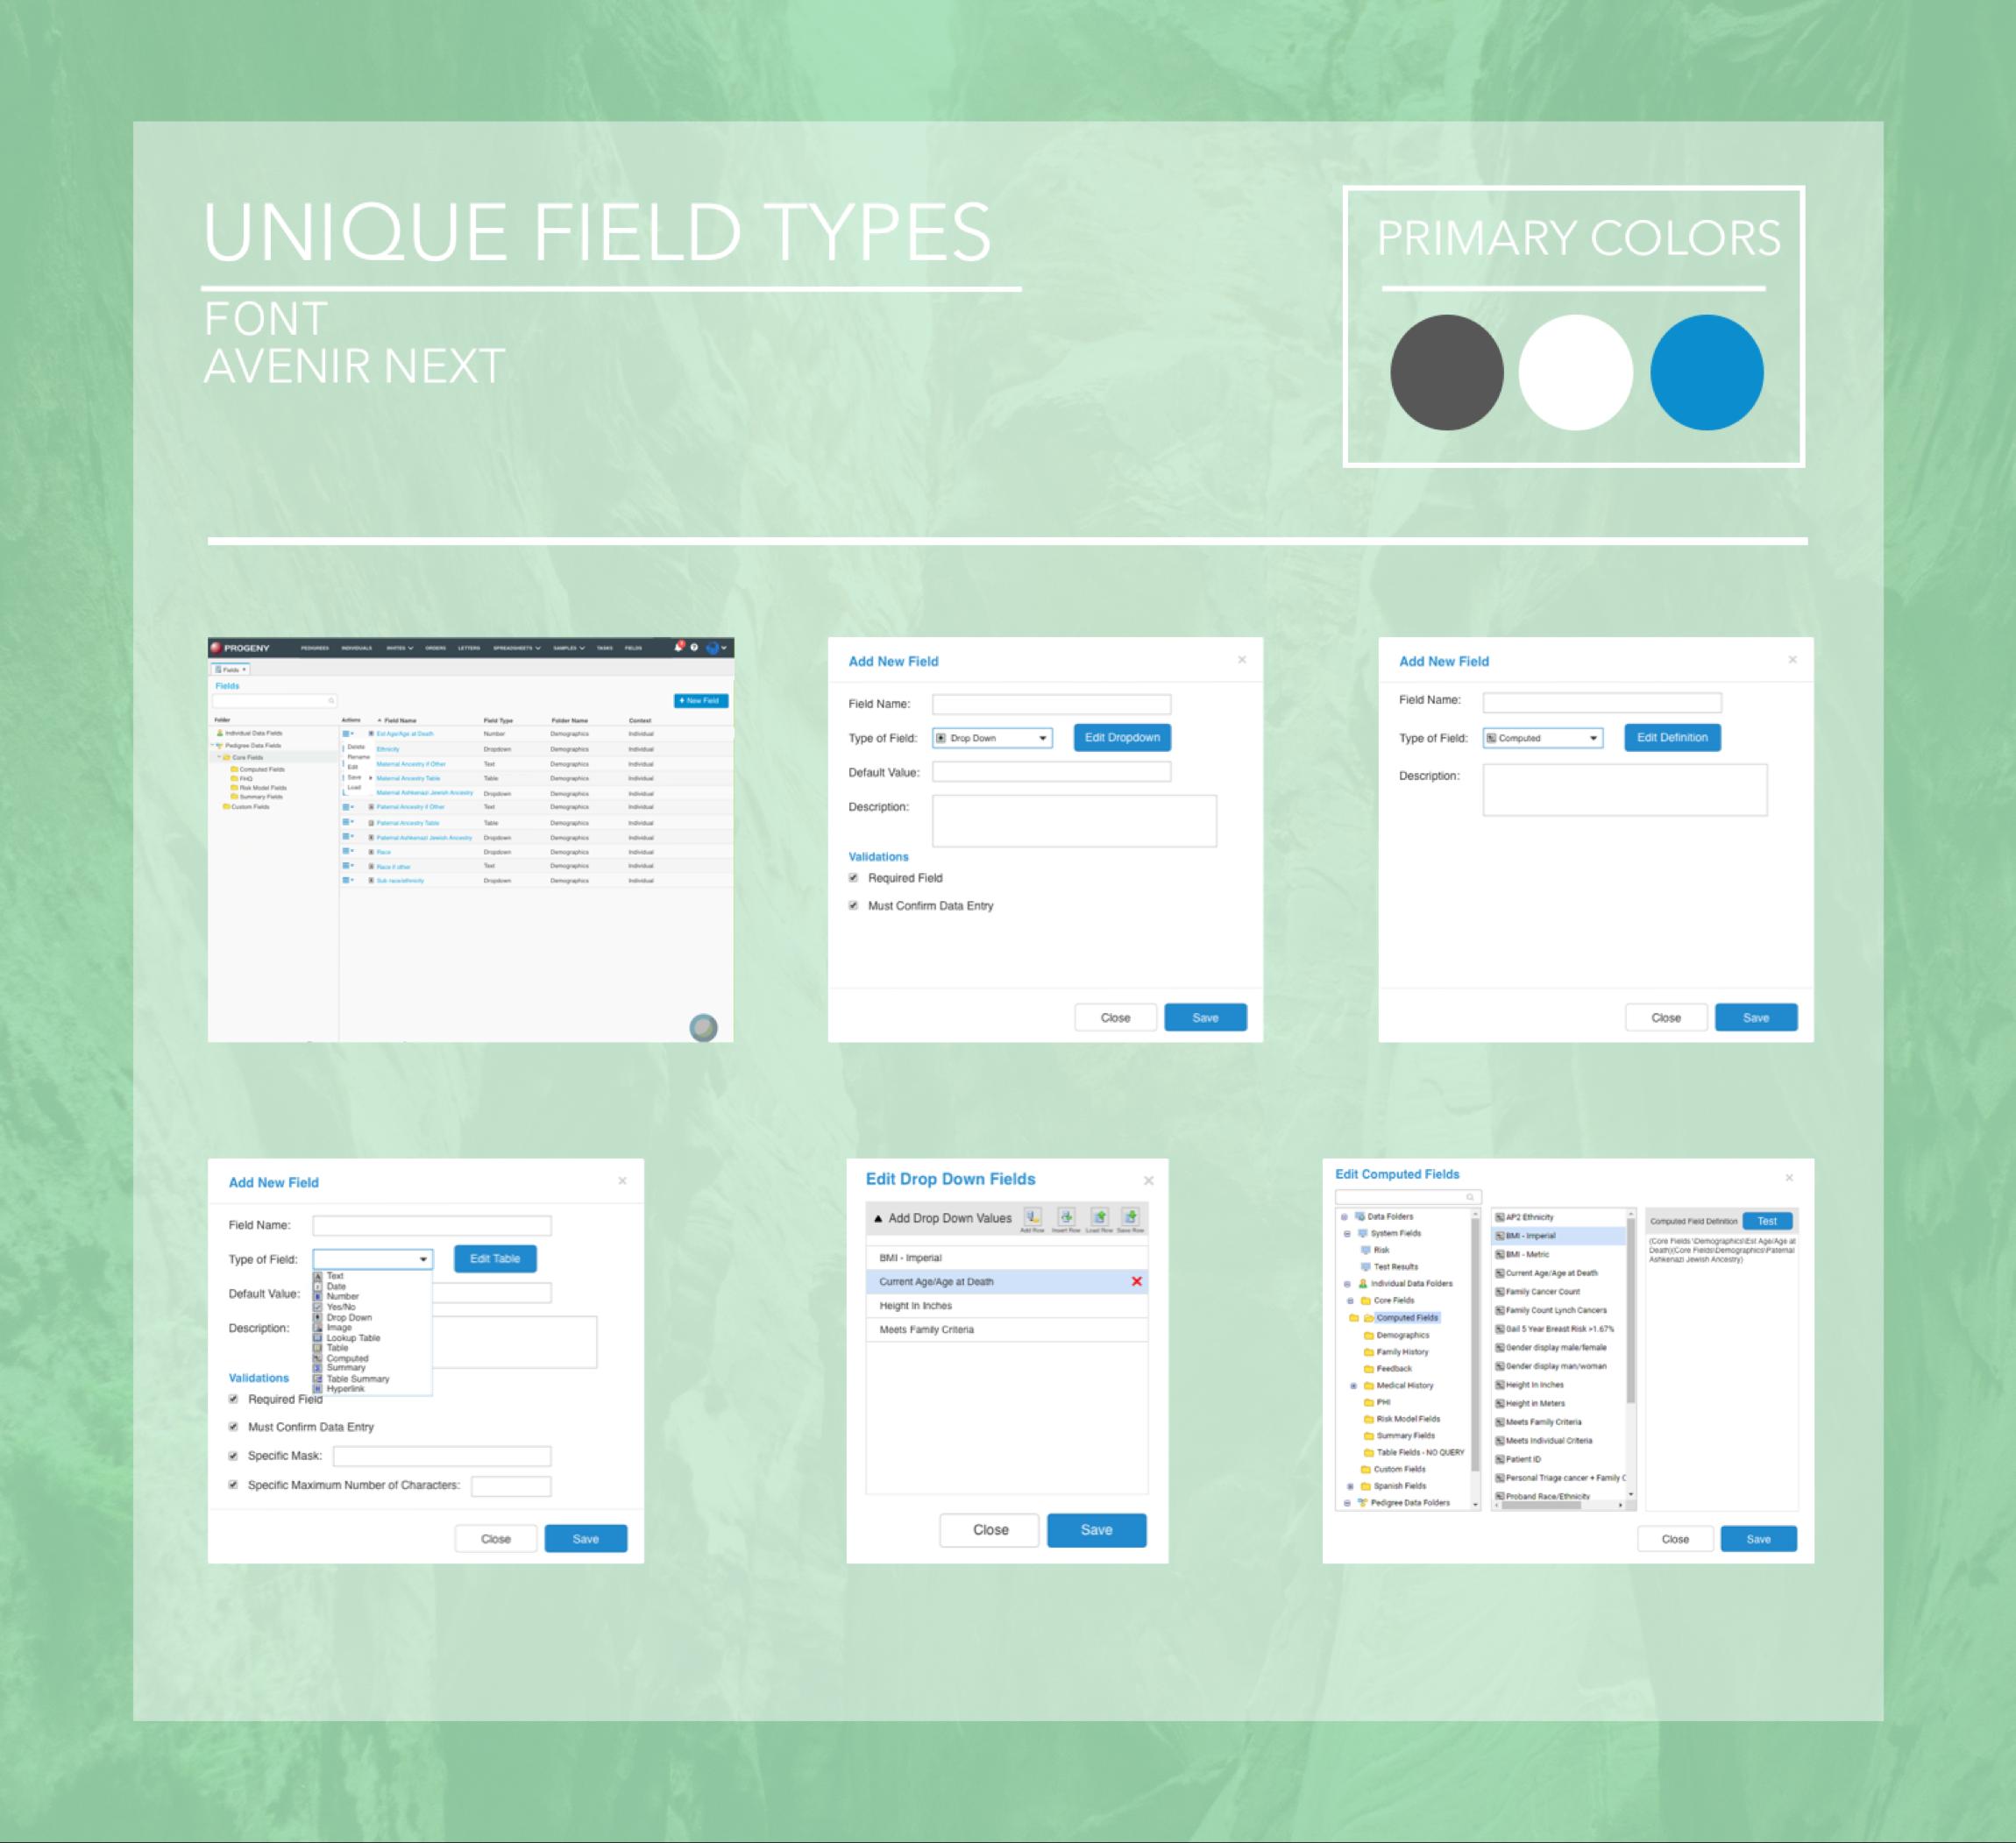 UNIQUE FIELD TYPES
FONT
AVENIR NEXT
PRIMARY COLORS
PROGENY
PEDIGREES INDIVIDUALS INVITES ORDERS LETTERS SPREADSHEETS SAMPLES TASKS FIELDS
Fields
Fields
+ New Field
Folder
Individual Data Fields
Pedigree Data Fields
Core Fields
Computed Fields
FHQ
Risk Model Fields
Summary Fields
Custom Fields
Actions Field Name Field Type Folder Name Context
Est Age/Age at Death Number Demographics Individual
Ethnicity Dropdown Demographics Individual
Maternal Ancestry if Other Text Demographics Individual
Maternal Ancestry Table Table Demographics Individual
Maternal Ashkenazi Jewish Ancestry Dropdown Demographics Individual
Paternal Ancestry if Other Text Demographics Individual
Paternal Ancestry Table Table Demographics Individual
Paternal Ashkenazi Jewish Ancestry Dropdown Demographics Individual
Race Dropdown Demographics Individual
Race if other Text Demographics Individual
Sub race/ethnicity Dropdown Demographics Individual
Delete
Rename
Edit
Save
Load
Add New Field
Field Name:
Type of Field: Drop Down Edit Dropdown
Default Value:
Description:
Validations
Required Field
Must Confirm Data Entry
Close Save
Add New Field
Field Name:
Type of Field: Computed Edit Definition
Description:
Close Save
Add New Field
Field Name:
Type of Field: Edit Table
Text
Date
Number
Yes/No
Drop Down
Image
Lookup Table
Table
Computed
Summary
Table Summary
Hyperlink
Default Value:
Description:
Validations
Required Field
Must Confirm Data Entry
Specific Mask:
Specific Maximum Number of Characters:
Close Save
Edit Drop Down Fields
Add Drop Down Values
Add Row Insert Row Load Row Save Row
BMI - Imperial
Current Age/Age at Death
Height In Inches
Meets Family Criteria
Close Save
Edit Computed Fields
Data Folders
System Fields
Risk
Test Results
Individual Data Folders
Core Fields
Computed Fields
Demographics
Family History
Feedback
Medical History
PHI
Risk Model Fields
Summary Fields
Table Fields - NO QUERY
Custom Fields
Spanish Fields
Pedigree Data Folders
AP2 Ethnicity
BMI - Imperial
BMI - Metric
Current Age/Age at Death
Family Cancer Count
Family Count Lynch Cancers
Gail 5 Year Breast Risk >1.67%
Gender display male/female
Gender display man/woman
Height In Inches
Height in Meters
Meets Family Criteria
Meets Individual Criteria
Patient ID
Personal Triage cancer + Family C
Proband Race/Ethnicity
Computed Field Definition Test
(Core Fields \Demographics\Est Age/Age at
Death)(Core Fields\Demographics\Paternal
Ashkenazi Jewish Ancestry)
Close Save